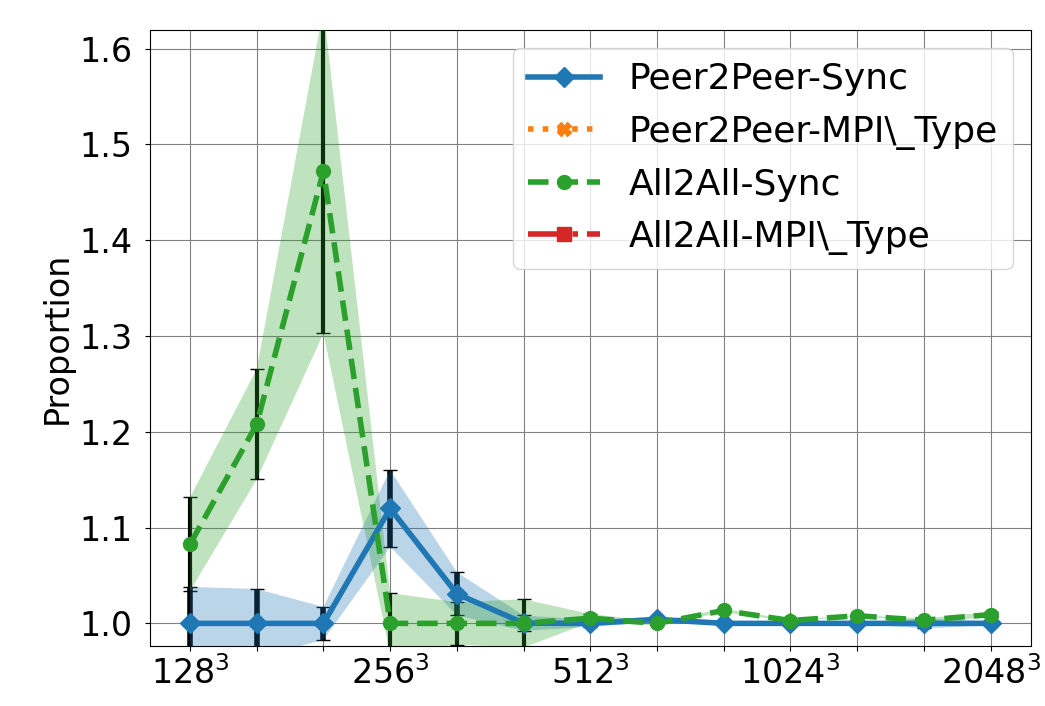 1.6
1.5
1.4
1.3
1.2
1.1
1.0
Proportion
Peer2Peer-Sync
Peer2Peer-MPI\_Type
All2All-Sync
All2All-MPI\_Type
128³ 256³ 512³ 1024³ 2048³